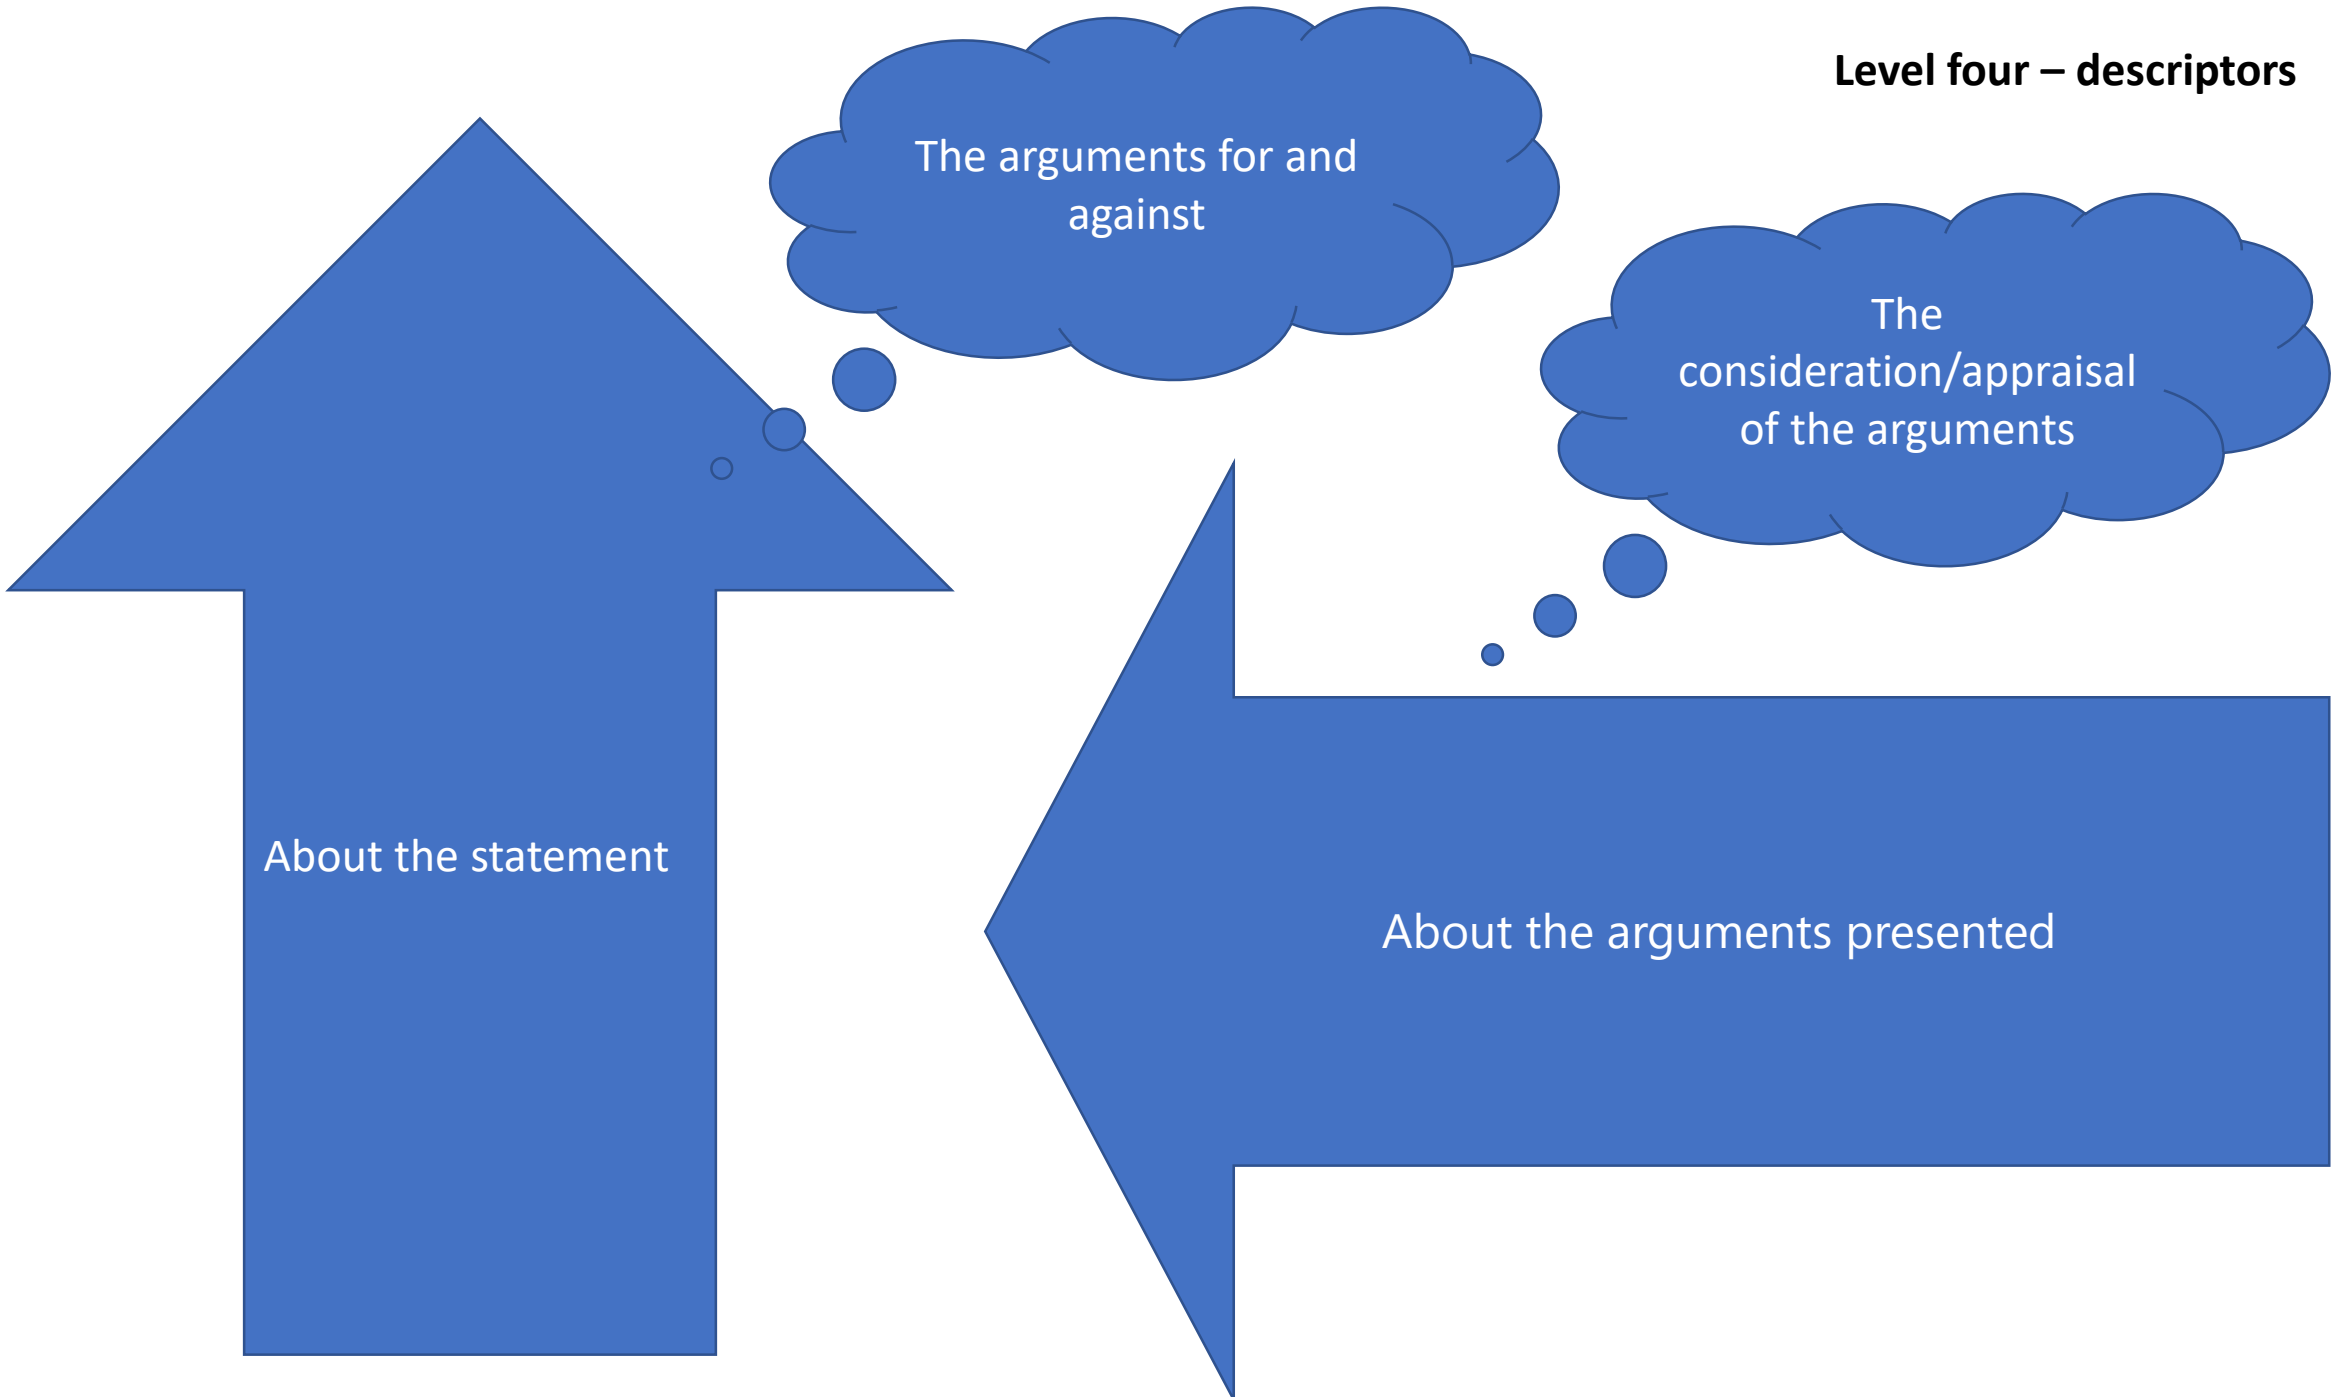 Level four – descriptors
The arguments for and
against
The
consideration/appraisal
of the arguments
About the statement
About the arguments presented